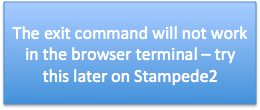 The exit command will not work
in the browser terminal – try
this later on Stampede2